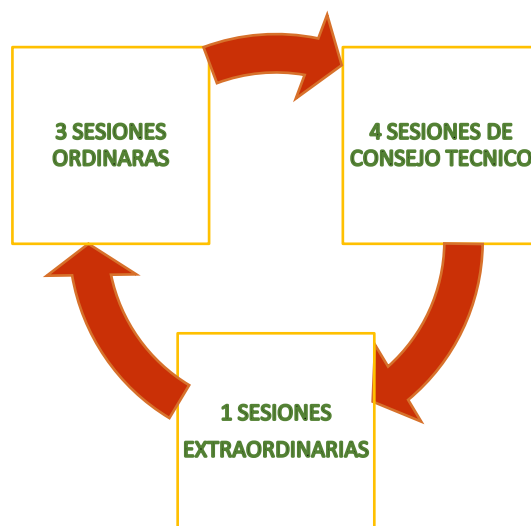 3 SESIONES
ORDINARAS
4 SESIONES DE
CONSEJO TECNICO
1 SESIONES
EXTRAORDINARIAS